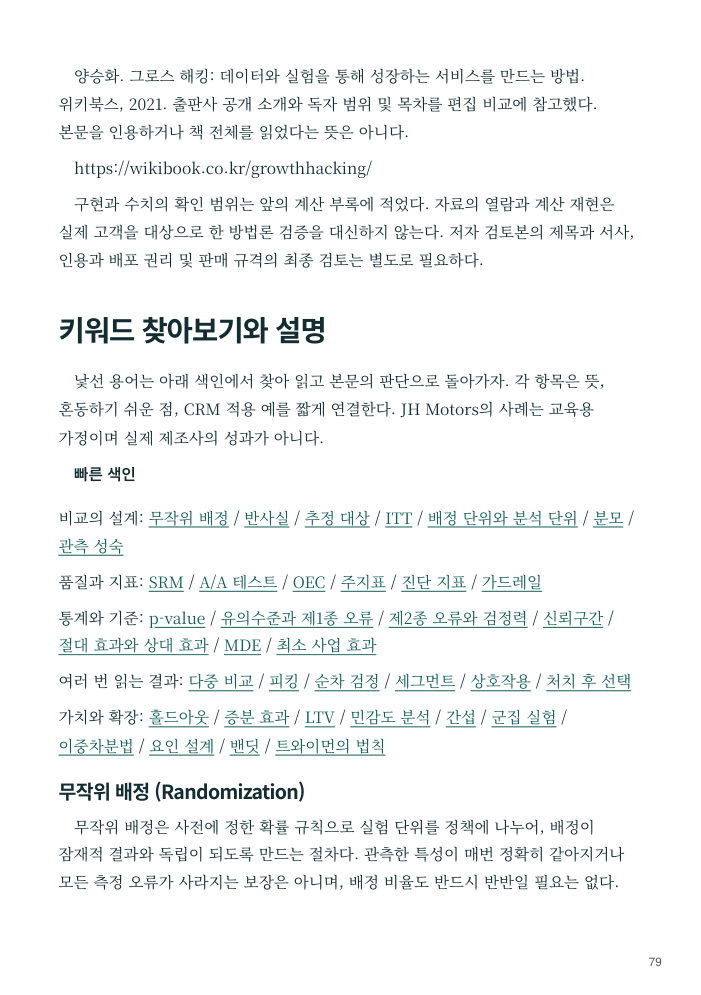 양승화. 그로스 해킹: 데이터와 실험을 통해 성장하는 서비스를 만드는 방법.
위키북스, 2021. 출판사 공개 소개와 독자 범위 및 목차를 편집 비교에 참고했다.
본문을 인용하거나 책 전체를 읽었다는 뜻은 아니다.
https://wikibook.co.kr/growthhacking/
구현과 수치의 확인 범위는 앞의 계산 부록에 적었다. 자료의 열람과 계산 재현은
실제 고객을 대상으로 한 방법론 검증을 대신하지 않는다. 저자 검토본의 제목과 서사,
인용과 배포 권리 및 판매 규격의 최종 검토는 별도로 필요하다.
키워드 찾아보기와 설명
낯선 용어는 아래 색인에서 찾아 읽고 본문의 판단으로 돌아가자. 각 항목은 뜻,
혼동하기 쉬운 점, CRM 적용 예를 짧게 연결한다. JH Motors의 사례는 교육용
가정이며 실제 제조사의 성과가 아니다.
빠른 색인
비교의 설계: 무작위 배정 / 반사실 / 추정 대상 / ITT / 배정 단위와 분석 단위 / 분모 /
관측 성숙
품질과 지표: SRM / A/A 테스트 / OEC / 주지표 / 진단 지표 / 가드레일
통계와 기준: p-value / 유의수준과 제1종 오류 / 제2종 오류와 검정력 / 신뢰구간 /
절대 효과와 상대 효과 / MDE / 최소 사업 효과
여러 번 읽는 결과: 다중 비교 / 피킹 / 순차 검정 / 세그먼트 / 상호작용 / 처치 후 선택
가치와 확장: 홀드아웃 / 증분 효과 / LTV / 민감도 분석 / 간섭 / 군집 실험 /
이중차분법 / 요인 설계 / 밴딧 / 트와이먼의 법칙
무작위 배정 (Randomization)
무작위 배정은 사전에 정한 확률 규칙으로 실험 단위를 정책에 나누어, 배정이
잠재적 결과와 독립이 되도록 만드는 절차다. 관측한 특성이 매번 정확히 같아지거나
모든 측정 오류가 사라지는 보장은 아니며, 배정 비율도 반드시 반반일 필요는 없다.
79